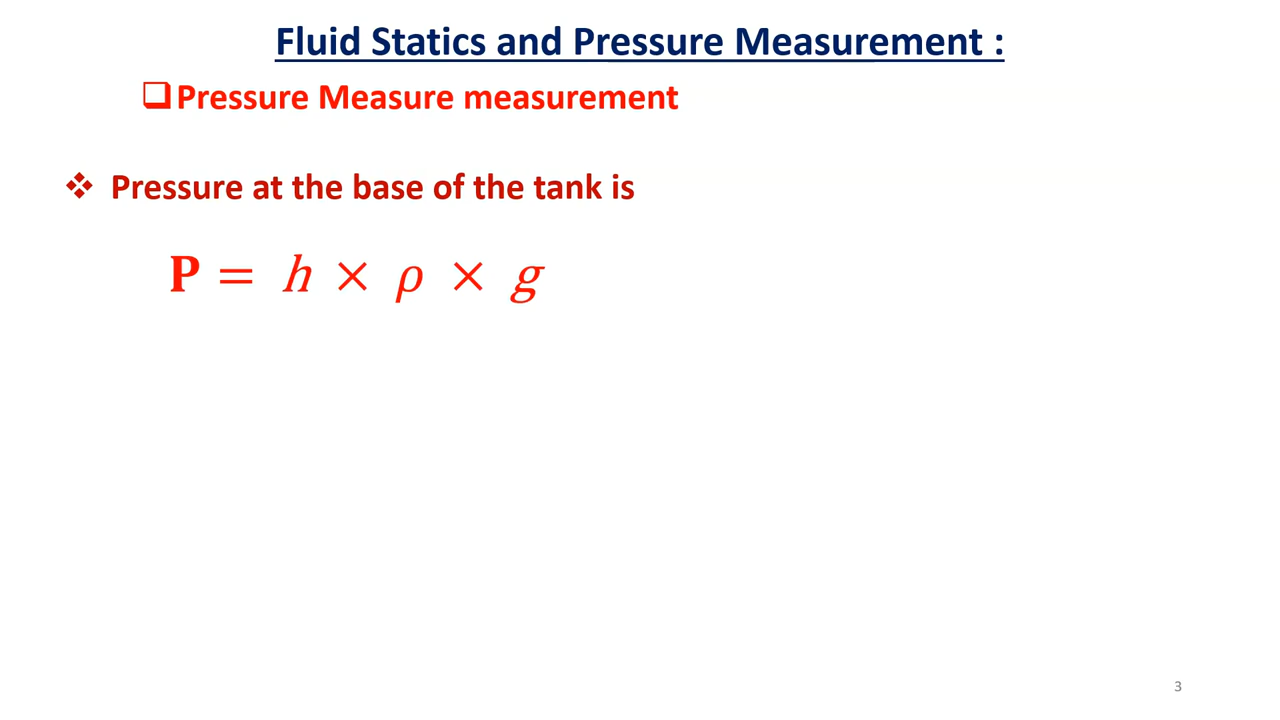 Fluid Statics and Pressure Measurement :
❑Pressure Measure measurement
❖ Pressure at the base of the tank is
P = h × ρ × g
3